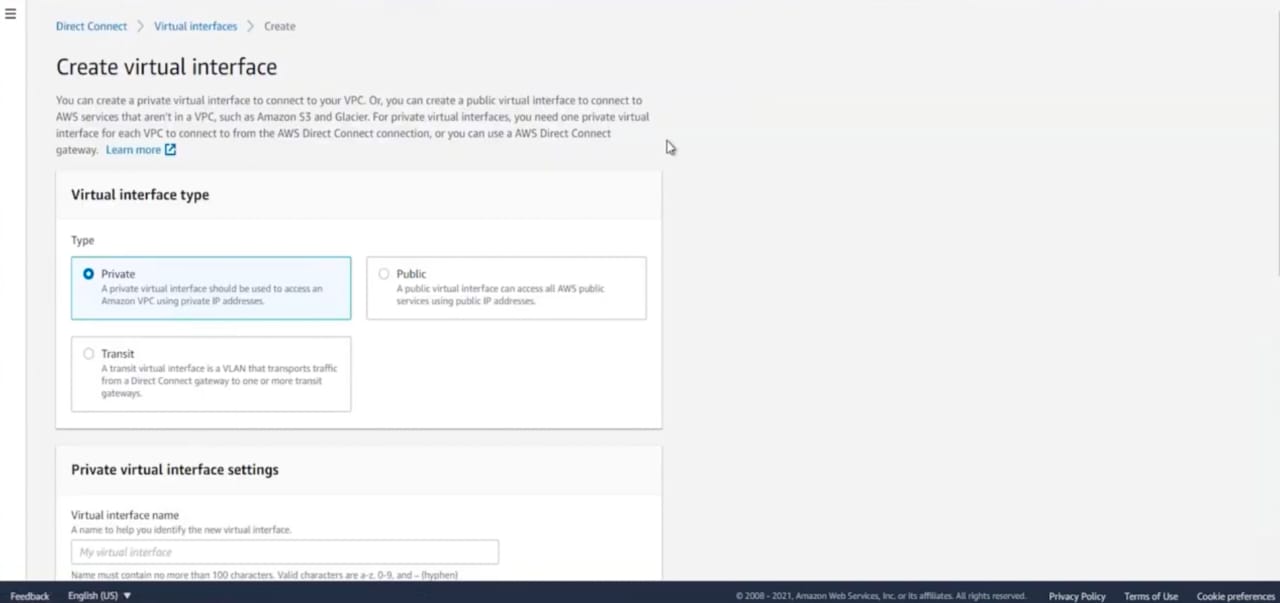 Direct Connect > Virtual interfaces > Create
Create virtual interface
You can create a private virtual interface to connect to your VPC. Or, you can create a public virtual interface to connect to
AWS services that aren't in a VPC, such as Amazon S3 and Glacier. For private virtual interfaces, you need one private virtual
interface for each VPC to connect to from the AWS Direct Connect connection, or you can use a AWS Direct Connect
gateway. Learn more
Virtual interface type
Type
Private
A private virtual interface should be used to access an
Amazon VPC using private IP addresses.
Public
A public virtual interface can access all AWS public
services using public IP addresses.
Transit
A transit virtual interface is a VLAN that transports traffic
from a Direct Connect gateway to one or more transit
gateways.
Private virtual interface settings
Virtual interface name
A name to help you identify the new virtual interface.
My virtual interface
Name must contain no more than 100 characters. Valid characters are a-z, 0-9, and – (hyphen)
Feedback English (US) © 2008 - 2021, Amazon Web Services, Inc. or its affiliates. All rights reserved. Privacy Policy Terms of Use Cookie preferences